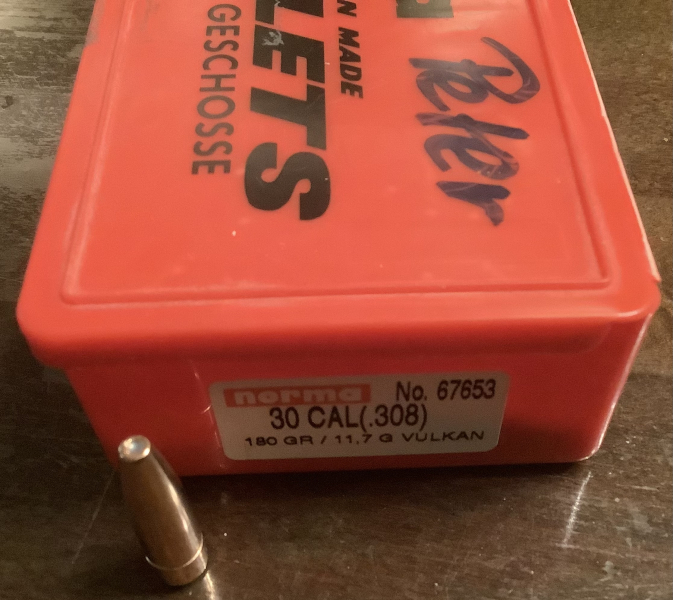 N MADE
LETS
GESCHOSSE
Peter
norma No. 67653
30 CAL(.308)
180 GR / 11,7 G VULKAN